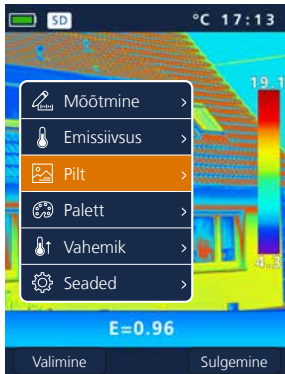 SD °C 17:13
19.1
Mõõtmine
Emissiivsus
Pilt
Palett
Vahemik
Seaded
4.3
E=0.96
Valimine Sulgemine